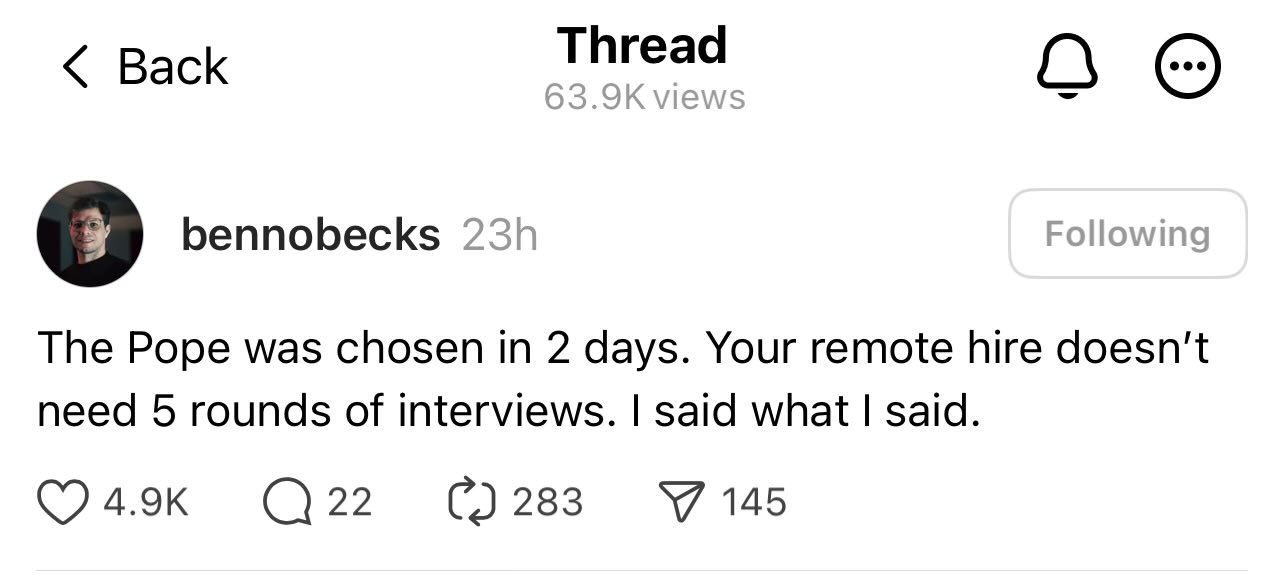 Back
Thread
63.9K views
bennobecks 23h
Following
The Pope was chosen in 2 days. Your remote hire doesn’t
need 5 rounds of interviews. I said what I said.
4.9K 22 283 145